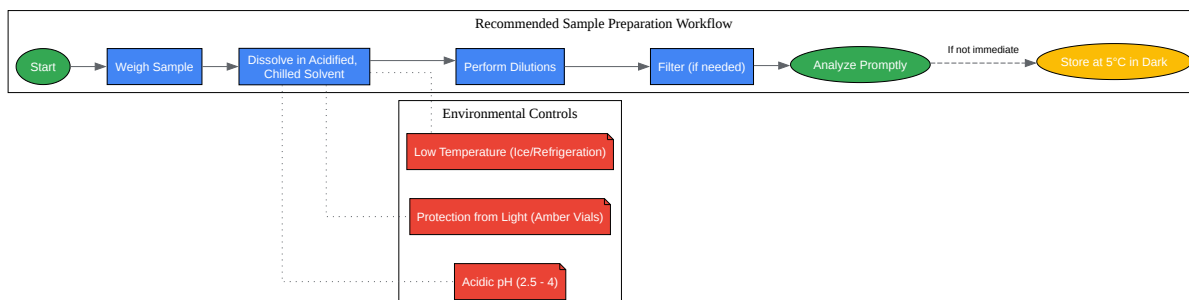 Recommended Sample Preparation Workflow
Start
Weigh Sample
Dissolve in Acidified,
Chilled Solvent
Perform Dilutions
Filter (if needed)
Analyze Promptly
If not immediate
Store at 5°C in Dark
Environmental Controls
Low Temperature (Ice/Refrigeration)
Protection from Light (Amber Vials)
Acidic pH (2.5 - 4)